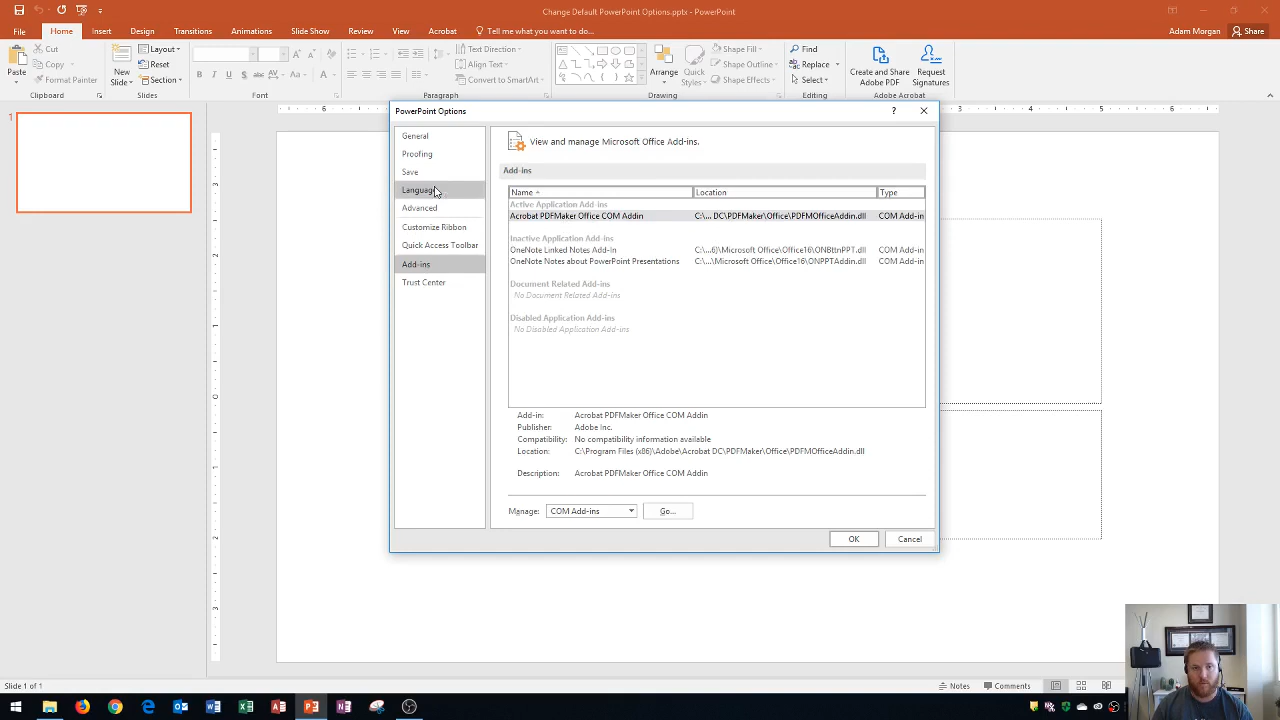 Change Default PowerPoint Options.pptx - PowerPoint
File Home Insert Design Transitions Animations Slide Show Review View Acrobat Tell me what you want to do... Adam Morgan Share
Paste Cut Copy Format Painter
Clipboard
New Slide Layout Reset Section
Slides
Font
Text Direction Align Text Convert to SmartArt
Paragraph
Arrange Quick Styles Shape Fill Shape Outline Shape Effects
Drawing
Find Replace Select
Editing
Create and Share Adobe PDF Request Signatures
Adobe Acrobat
1
PowerPoint Options
General
Proofing
Save
Language
Advanced
Customize Ribbon
Quick Access Toolbar
Add-ins
Trust Center
View and manage Microsoft Office Add-ins.
Add-ins
Name Location Type
Active Application Add-ins
Acrobat PDFMaker Office COM Addin C:\... DC\PDFMaker\Office\PDFMOfficeAddin.dll COM Add-in
Inactive Application Add-ins
OneNote Linked Notes Add-In C:\...6)\Microsoft Office\Office16\ONBttnPPT.dll COM Add-in
OneNote Notes about PowerPoint Presentations C:\...\Microsoft Office\Office16\ONPPTAddin.dll COM Add-in
Document Related Add-ins
No Document Related Add-ins
Disabled Application Add-ins
No Disabled Application Add-ins
Add-in: Acrobat PDFMaker Office COM Addin
Publisher: Adobe Inc.
Compatibility: No compatibility information available
Location: C:\Program Files (x86)\Adobe\Acrobat DC\PDFMaker\Office\PDFMOfficeAddin.dll
Description: Acrobat PDFMaker Office COM Addin
Manage: COM Add-ins Go...
OK Cancel
Slide 1 of 1 Notes Comments